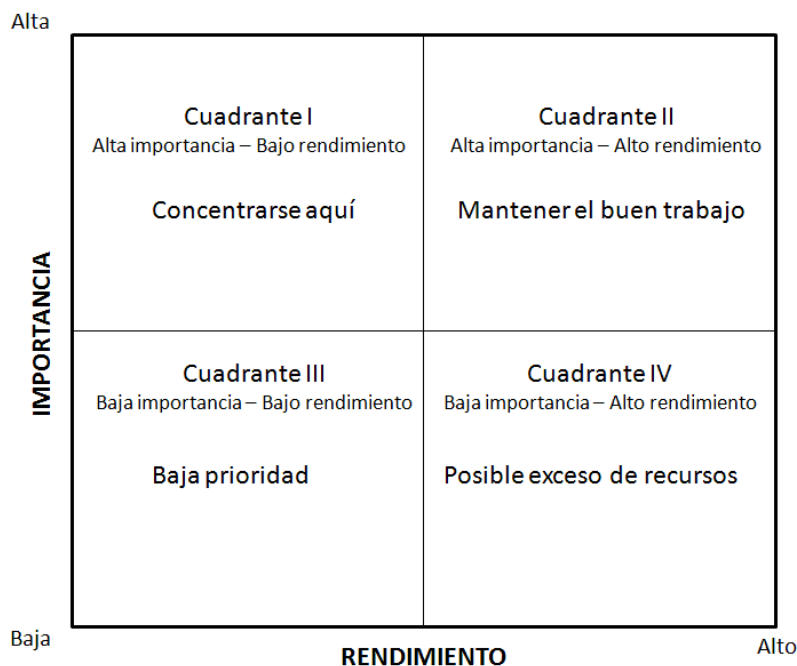 Alta
Cuadrante I
Alta importancia – Bajo rendimiento
Concentrarse aquí
Cuadrante II
Alta importancia – Alto rendimiento
Mantener el buen trabajo
IMPORTANCIA
Cuadrante III
Baja importancia – Bajo rendimiento
Baja prioridad
Cuadrante IV
Baja importancia – Alto rendimiento
Posible exceso de recursos
Baja
RENDIMIENTO
Alto